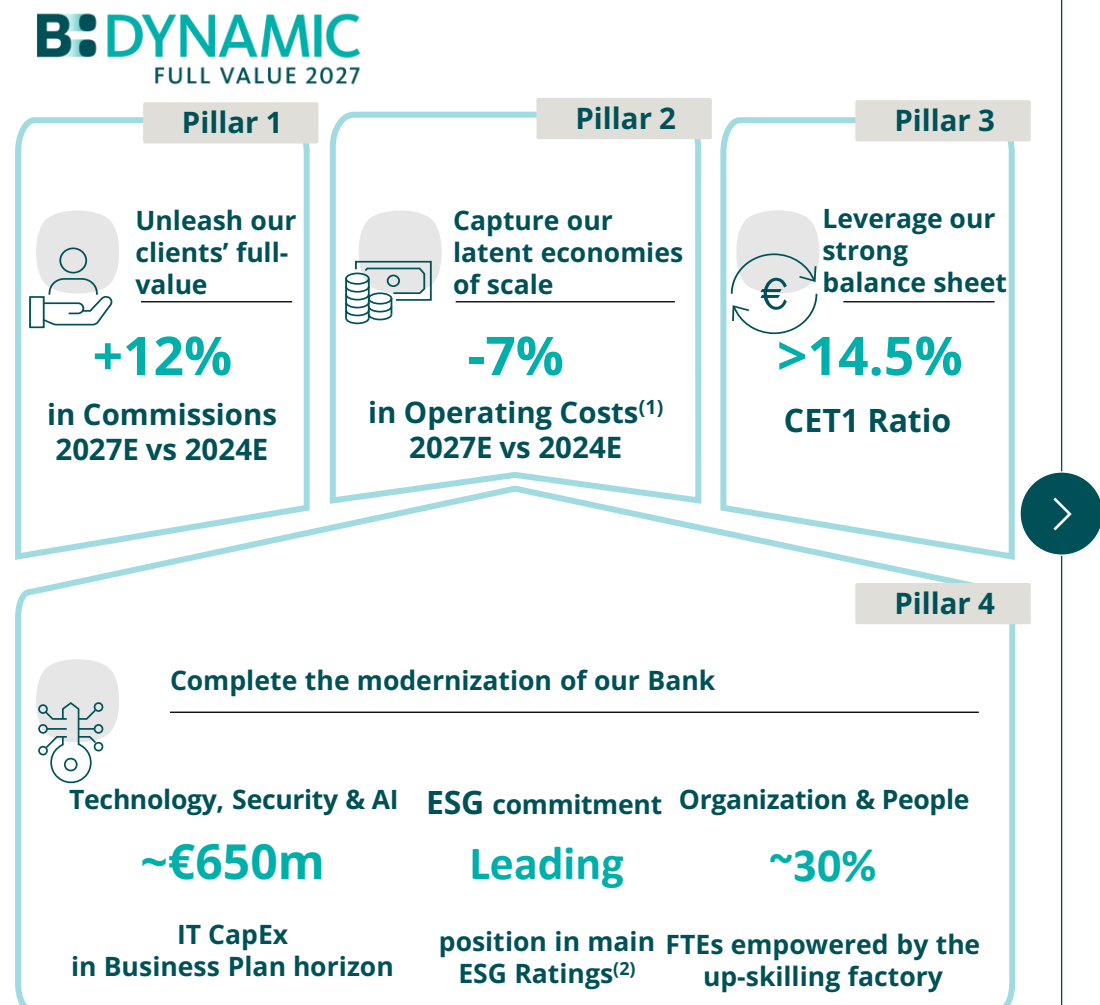 B: DYNAMIC
FULL VALUE 2027
Pillar 1
Unleash our
clients’ full-
value
+12%
in Commissions
2027E vs 2024E
Pillar 2
Capture our
latent economies
of scale
-7%
in Operating Costs(1)
2027E vs 2024E
Pillar 3
€
Leverage our
strong
balance sheet
>14.5%
CET1 Ratio
Pillar 4
Complete the modernization of our Bank
Technology, Security & AI
~€650m
IT CapEx
in Business Plan horizon
ESG commitment
Leading
position in main
ESG Ratings(2)
Organization & People
~30%
FTEs empowered by the
up-skilling factory